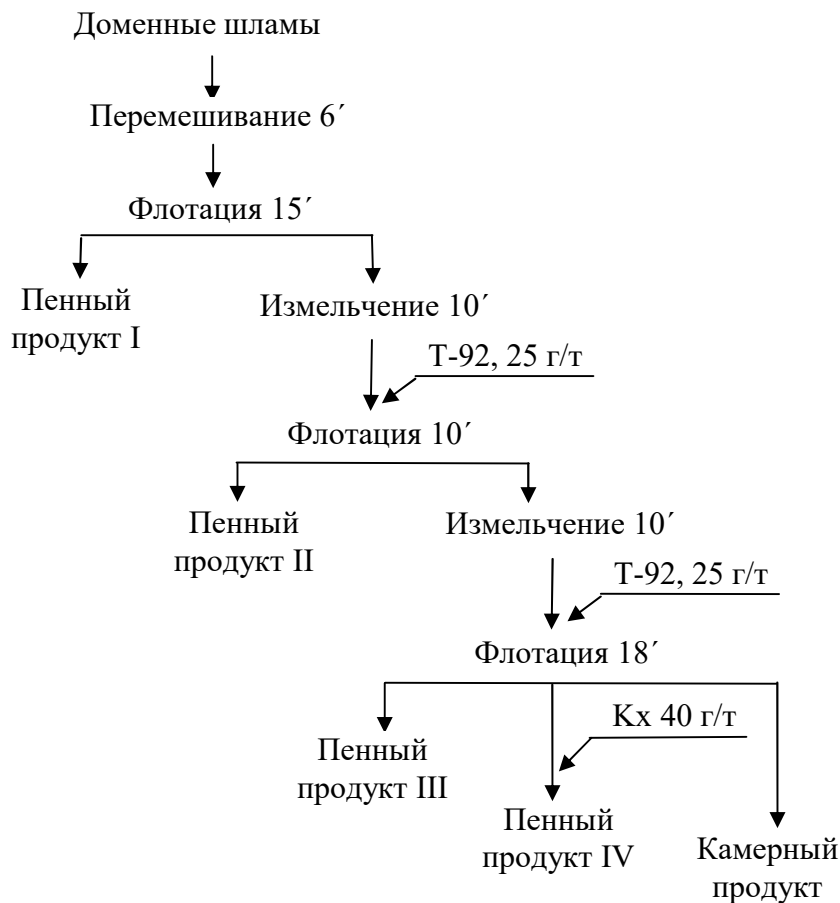 Доменные шламы
Перемешивание 6´
Флотация 15´
Пенный
продукт I
Измельчение 10´
Т-92, 25 г/т
Флотация 10´
Пенный
продукт II
Измельчение 10´
Т-92, 25 г/т
Флотация 18´
Пенный
продукт III
Кх 40 г/т
Пенный
продукт IV
Камерный
продукт